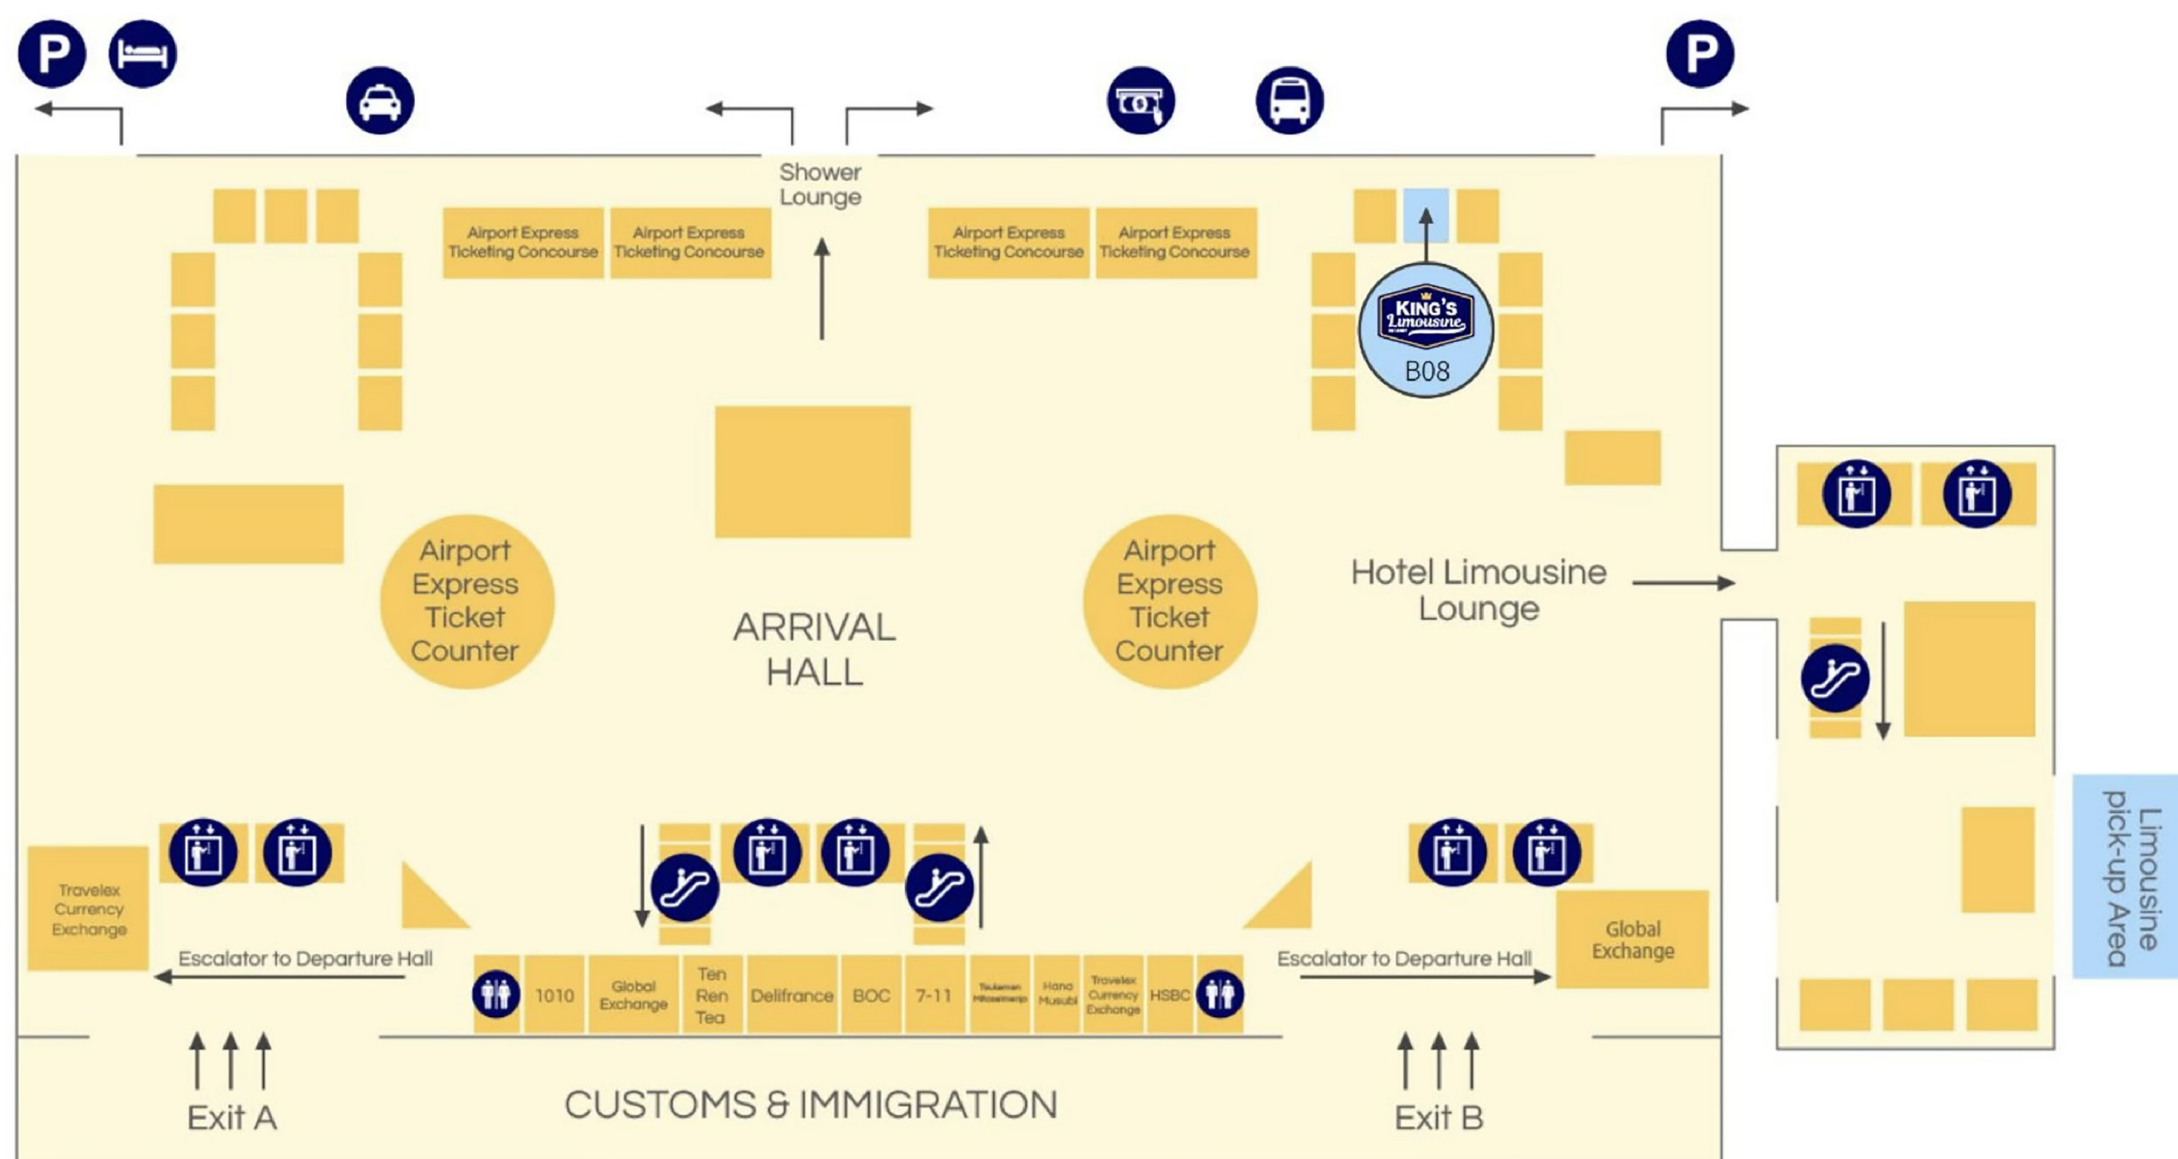 P
P
Shower
Lounge
Airport Express
Ticketing Concourse
Airport Express
Ticketing Concourse
Airport Express
Ticketing Concourse
Airport Express
Ticketing Concourse
KING'S
Limousine
B08
Airport
Express
Ticket
Counter
ARRIVAL
HALL
Airport
Express
Ticket
Counter
Hotel Limousine
Lounge
Limousine
pick-up Area
Travelex
Currency
Exchange
Escalator to Departure Hall
1010
Global
Exchange
Ten
Ren
Tea
Delifrance
BOC
7-11
Hana
Musubi
Travelex
Currency
Exchange
HSBC
Escalator to Departure Hall
Global
Exchange
Exit A
CUSTOMS & IMMIGRATION
Exit B